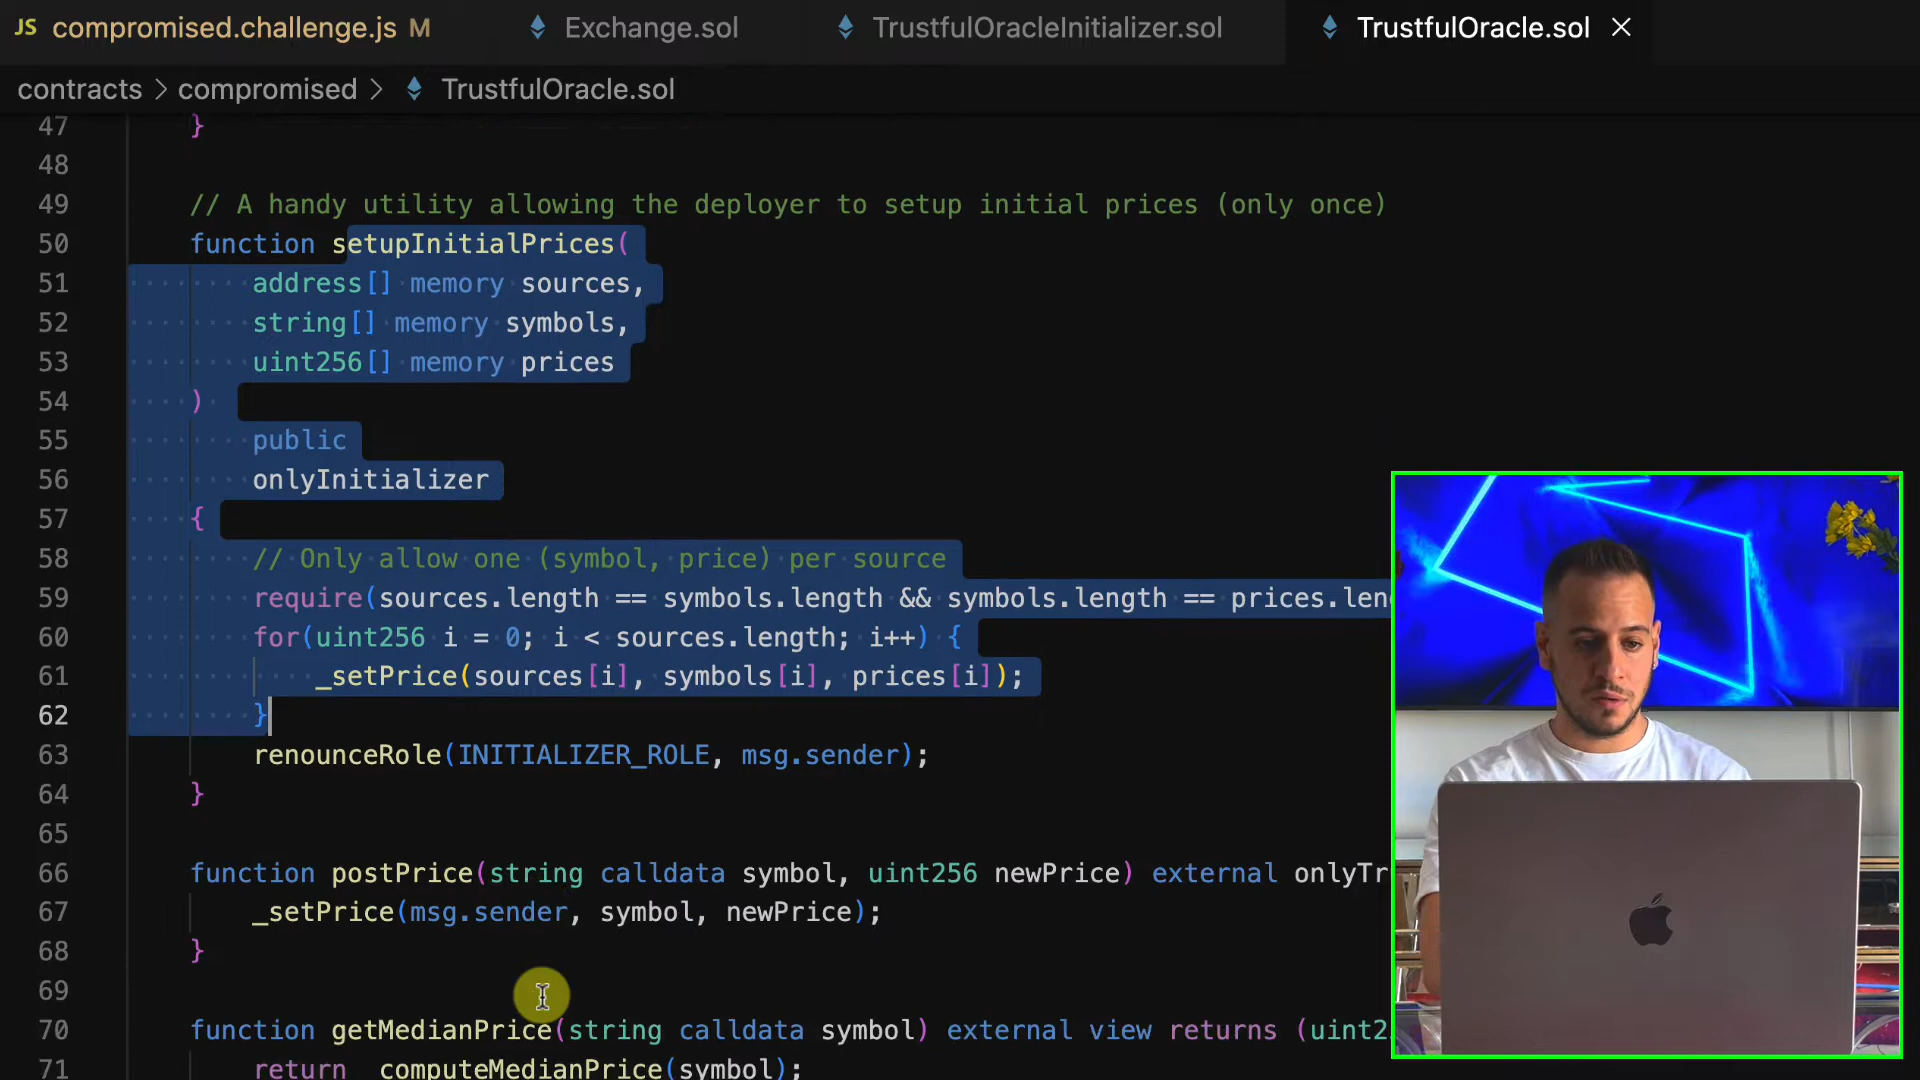 JS compromised.challenge.js M Exchange.sol TrustfulOracleInitializer.sol TrustfulOracle.sol
contracts > compromised > TrustfulOracle.sol
47 }
48
49 // A handy utility allowing the deployer to setup initial prices (only once)
50 function setupInitialPrices(
51 address[] memory sources,
52 string[] memory symbols,
53 uint256[] memory prices
54 )
55 public
56 onlyInitializer
57 {
58 // Only allow one (symbol, price) per source
59 require(sources.length == symbols.length && symbols.length == prices.len
60 for(uint256 i = 0; i < sources.length; i++) {
61 _setPrice(sources[i], symbols[i], prices[i]);
62 }
63 renounceRole(INITIALIZER_ROLE, msg.sender);
64 }
65
66 function postPrice(string calldata symbol, uint256 newPrice) external onlyTr
67 _setPrice(msg.sender, symbol, newPrice);
68 }
69
70 function getMedianPrice(string calldata symbol) external view returns (uint2
71 return _computeMedianPrice(symbol);